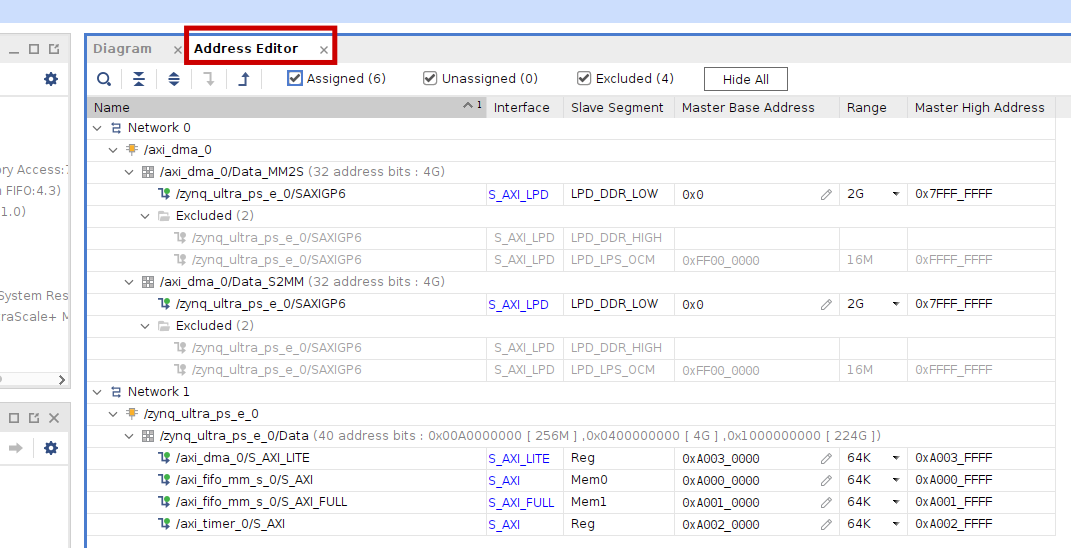 Diagram × Address Editor ×
Assigned (6) Unassigned (0) Excluded (4) Hide All
Name 1 Interface Slave Segment Master Base Address Range Master High Address
Network 0
/axi_dma_0
/axi_dma_0/Data_MM2S (32 address bits : 4G)
/zynq_ultra_ps_e_0/SAXIGP6 S_AXI_LPD LPD_DDR_LOW 0x0 2G 0x7FFF_FFFF
Excluded (2)
/zynq_ultra_ps_e_0/SAXIGP6 S_AXI_LPD LPD_DDR_HIGH
/zynq_ultra_ps_e_0/SAXIGP6 S_AXI_LPD LPD_LPS_OCM 0xFF00_0000 16M 0xFFFF_FFFF
/axi_dma_0/Data_S2MM (32 address bits : 4G)
/zynq_ultra_ps_e_0/SAXIGP6 S_AXI_LPD LPD_DDR_LOW 0x0 2G 0x7FFF_FFFF
Excluded (2)
/zynq_ultra_ps_e_0/SAXIGP6 S_AXI_LPD LPD_DDR_HIGH
/zynq_ultra_ps_e_0/SAXIGP6 S_AXI_LPD LPD_LPS_OCM 0xFF00_0000 16M 0xFFFF_FFFF
Network 1
/zynq_ultra_ps_e_0
/zynq_ultra_ps_e_0/Data (40 address bits : 0x00A0000000 [ 256M ] ,0x0400000000 [ 4G ] ,0x1000000000 [ 224G ])
/axi_dma_0/S_AXI_LITE S_AXI_LITE Reg 0xA003_0000 64K 0xA003_FFFF
/axi_fifo_mm_s_0/S_AXI S_AXI Mem0 0xA000_0000 64K 0xA000_FFFF
/axi_fifo_mm_s_0/S_AXI_FULL S_AXI_FULL Mem1 0xA001_0000 64K 0xA001_FFFF
/axi_timer_0/S_AXI S_AXI Reg 0xA002_0000 64K 0xA002_FFFF
ory Access:7
FIFO:4.3)
1.0)
System Res
raScale+ M